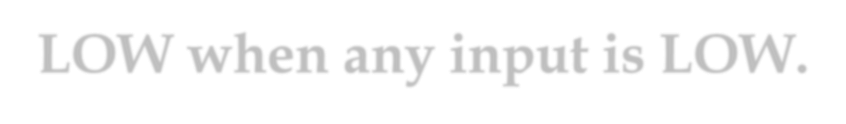 LOW when any input is LOW.